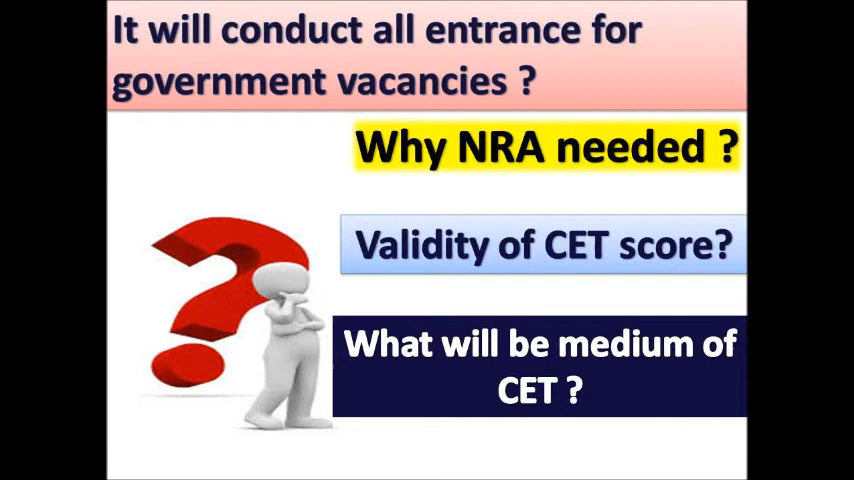 It will conduct all entrance for
government vacancies ?
Why NRA needed ?
Validity of CET score?
What will be medium of
CET ?